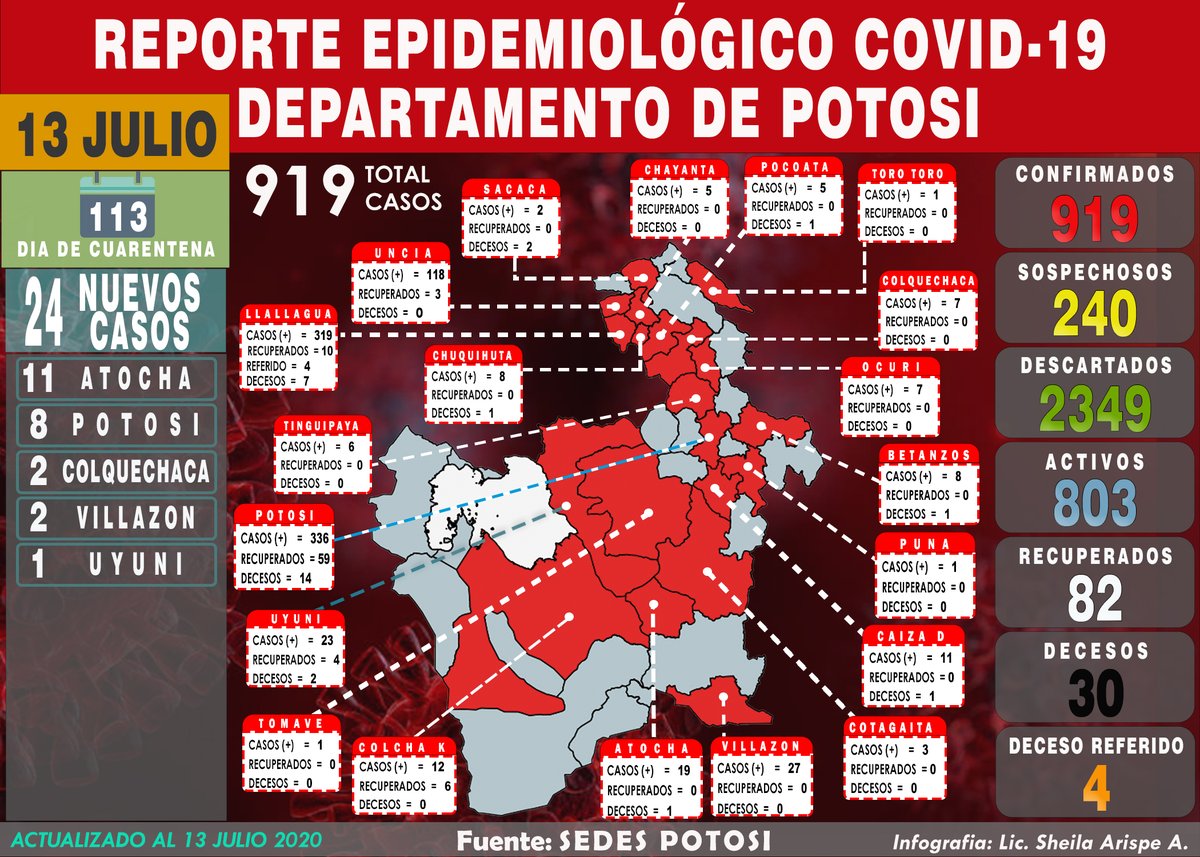 REPORTE EPIDEMIOLÓGICO COVID-19
DEPARTAMENTO DE POTOSI
13 JULIO
113
DIA DE CUARENTENA
24 NUEVOS CASOS
11 ATOCHA
8 POTOSI
2 COLQUECHACA
2 VILLAZON
1 UYUNI
919 TOTAL CASOS
SACACA
CASOS (+) = 2
RECUPERADOS = 0
DECESOS = 2
CHAYANTA
CASOS (+) = 5
RECUPERADOS = 0
DECESOS = 0
POCOATA
CASOS (+) = 5
RECUPERADOS = 0
DECESOS = 1
TORO TORO
CASOS (+) = 1
RECUPERADOS = 0
DECESOS = 0
UNCIA
CASOS (+) = 118
RECUPERADOS = 3
DECESOS = 0
COLQUECHACA
CASOS (+) = 7
RECUPERADOS = 0
DECESOS = 0
LLALLAGUA
CASOS (+) = 319
RECUPERADOS = 10
REFERIDO = 4
DECESOS = 7
CHUQUIHUTA
CASOS (+) = 8
RECUPERADOS = 0
DECESOS = 1
OCURI
CASOS (+) = 7
RECUPERADOS = 0
DECESOS = 0
TINGUIPAYA
CASOS (+) = 6
RECUPERADOS = 0
DECESOS = 0
BETANZOS
CASOS (+) = 8
RECUPERADOS = 0
DECESOS = 1
POTOSI
CASOS (+) = 336
RECUPERADOS = 59
DECESOS = 14
PUNA
CASOS (+) = 1
RECUPERADOS = 0
DECESOS = 0
UYUNI
CASOS (+) = 23
RECUPERADOS = 4
DECESOS = 2
CAIZA D
CASOS (+) = 11
RECUPERADOS = 0
DECESOS = 1
TOMAVE
CASOS (+) = 1
RECUPERADOS = 0
DECESOS = 0
COLCHA K
CASOS (+) = 12
RECUPERADOS = 6
DECESOS = 0
ATOCHA
CASOS (+) = 19
RECUPERADOS = 0
DECESOS = 1
VILLAZON
CASOS (+) = 27
RECUPERADOS = 0
DECESOS = 0
COTAGAITA
CASOS (+) = 3
RECUPERADOS = 0
DECESOS = 0
CONFIRMADOS
919
SOSPECHOSOS
240
DESCARTADOS
2349
ACTIVOS
803
RECUPERADOS
82
DECESOS
30
DECESO REFERIDO
4
ACTUALIZADO AL 13 JULIO 2020
Fuente: SEDES POTOSI
Infografia: Lic. Sheila Arispe A.